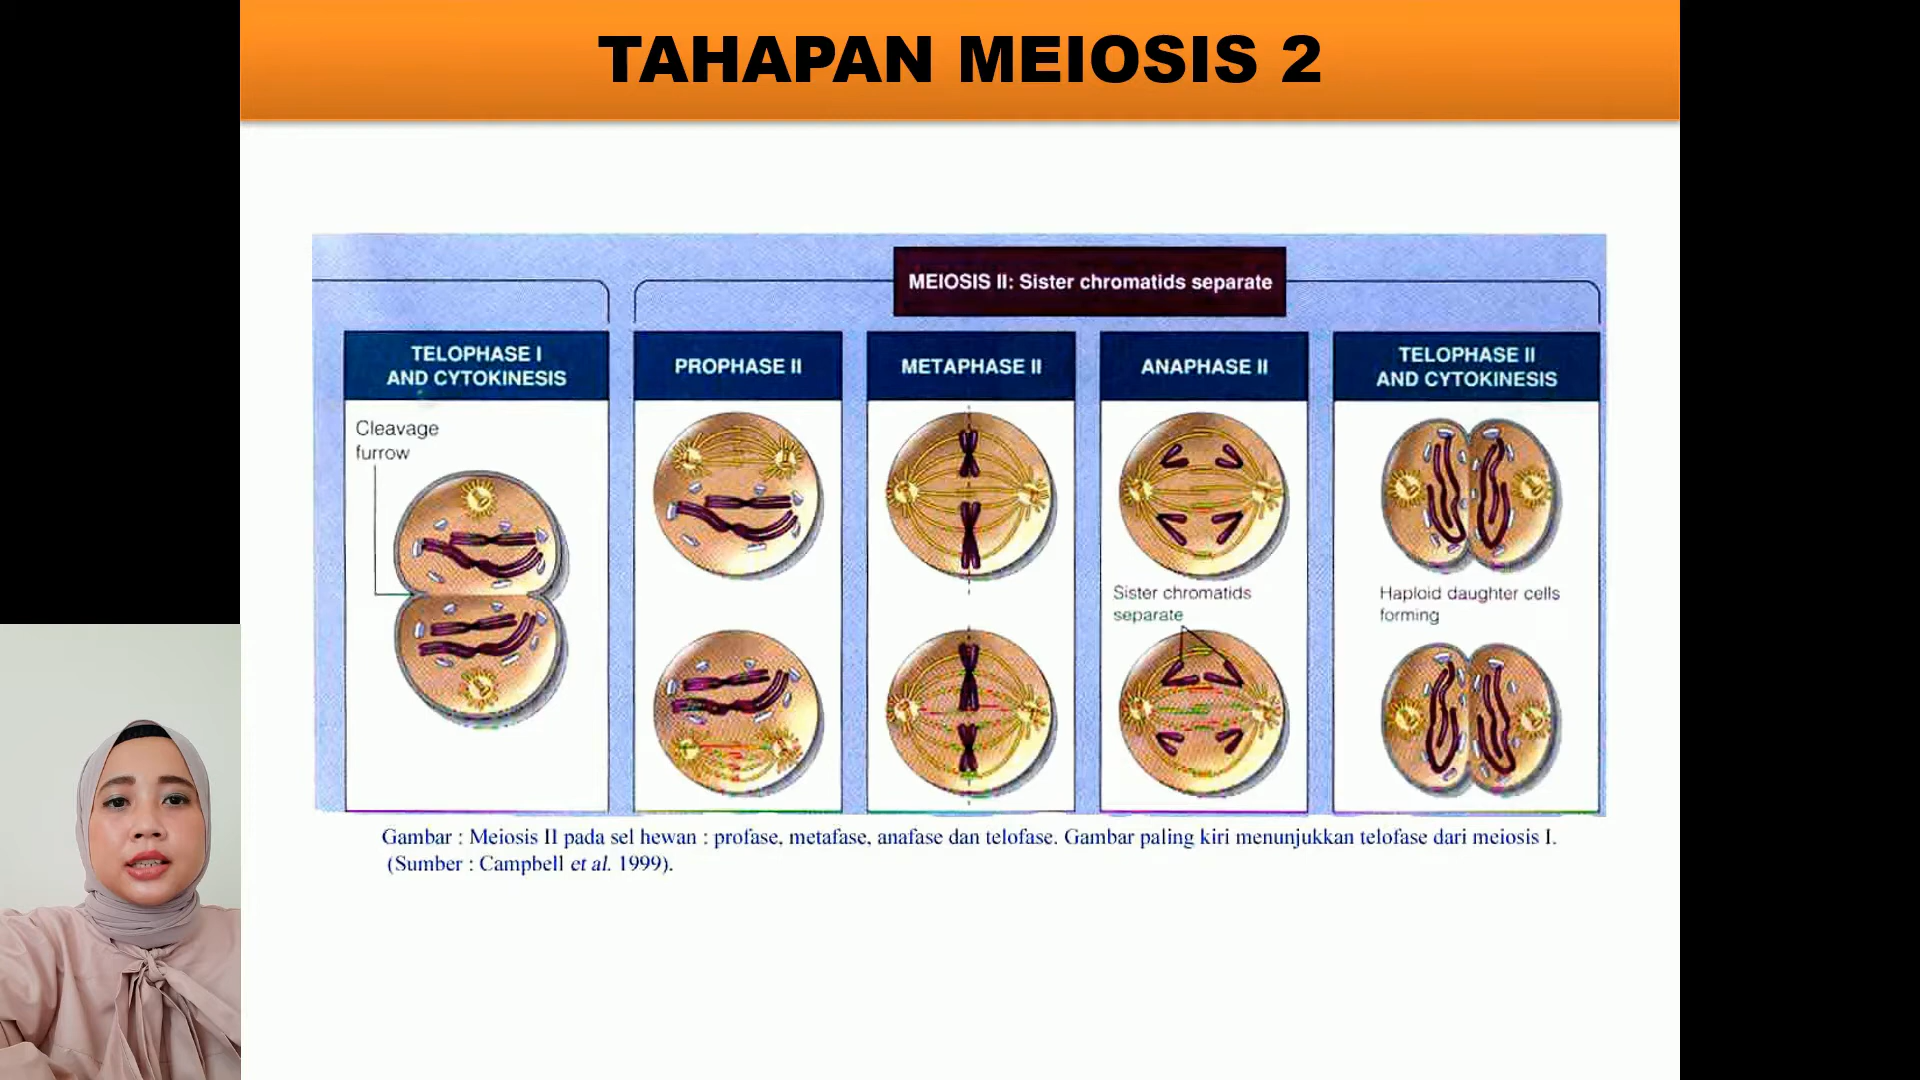 TAHAPAN MEIOSIS 2
MEIOSIS II: Sister chromatids separate
TELOPHASE I
AND CYTOKINESIS
PROPHASE II
METAPHASE II
ANAPHASE II
TELOPHASE II
AND CYTOKINESIS
Cleavage
furrow
Sister chromatids
separate
Haploid daughter cells
forming
Gambar : Meiosis II pada sel hewan : profase, metafase, anafase dan telofase. Gambar paling kiri menunjukkan telofase dari meiosis I.
(Sumber : Campbell et al. 1999).